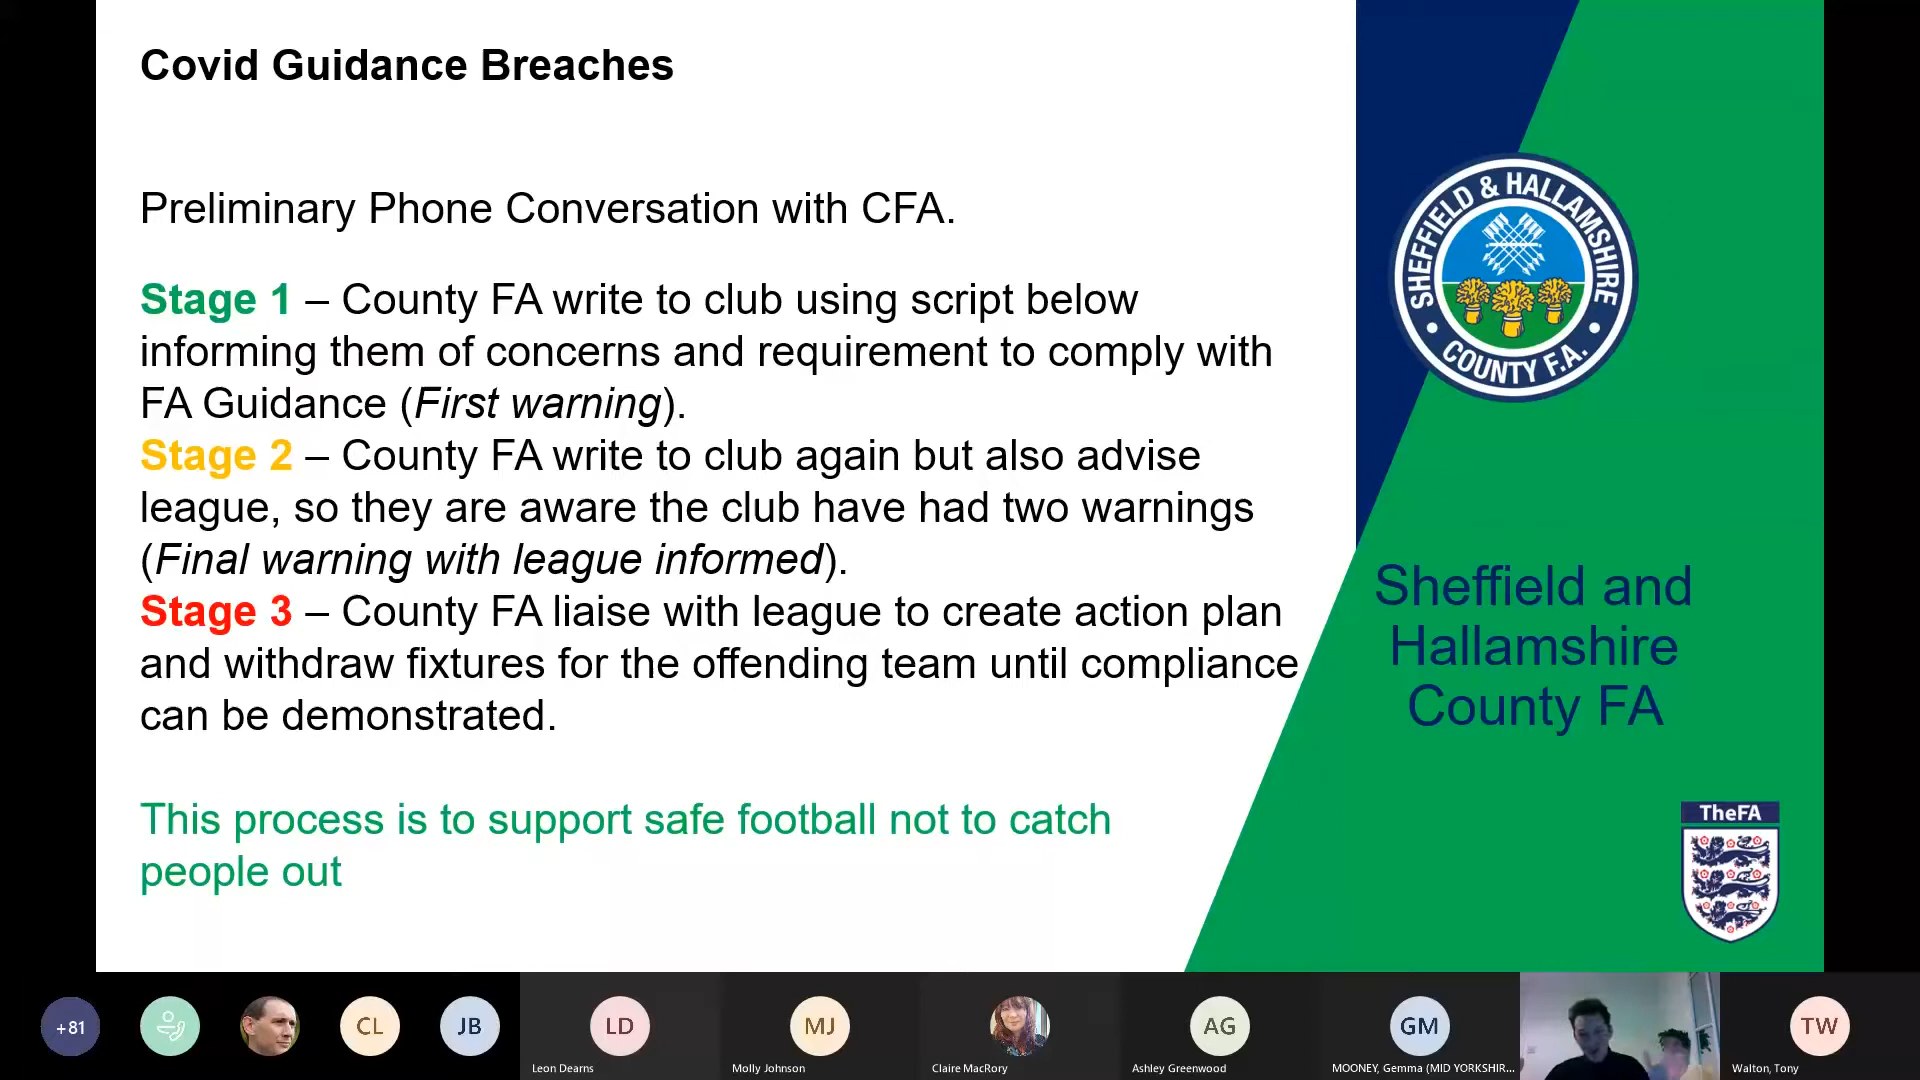 Covid Guidance Breaches
Preliminary Phone Conversation with CFA.
Stage 1 – County FA write to club using script below
informing them of concerns and requirement to comply with
FA Guidance (First warning).
Stage 2 – County FA write to club again but also advise
league, so they are aware the club have had two warnings
(Final warning with league informed).
Stage 3 – County FA liaise with league to create action plan
and withdraw fixtures for the offending team until compliance
can be demonstrated.
This process is to support safe football not to catch
people out
SHEFFIELD & HALLAMSHIRE
• COUNTY F.A. •
Sheffield and
Hallamshire
County FA
TheFA
+81
CL
JB
LD
MJ
AG
GM
TW
Leon Dearns
Molly Johnson
Claire MacRory
Ashley Greenwood
MOONEY, Gemma (MID YORKSHIR...
Walton, Tony